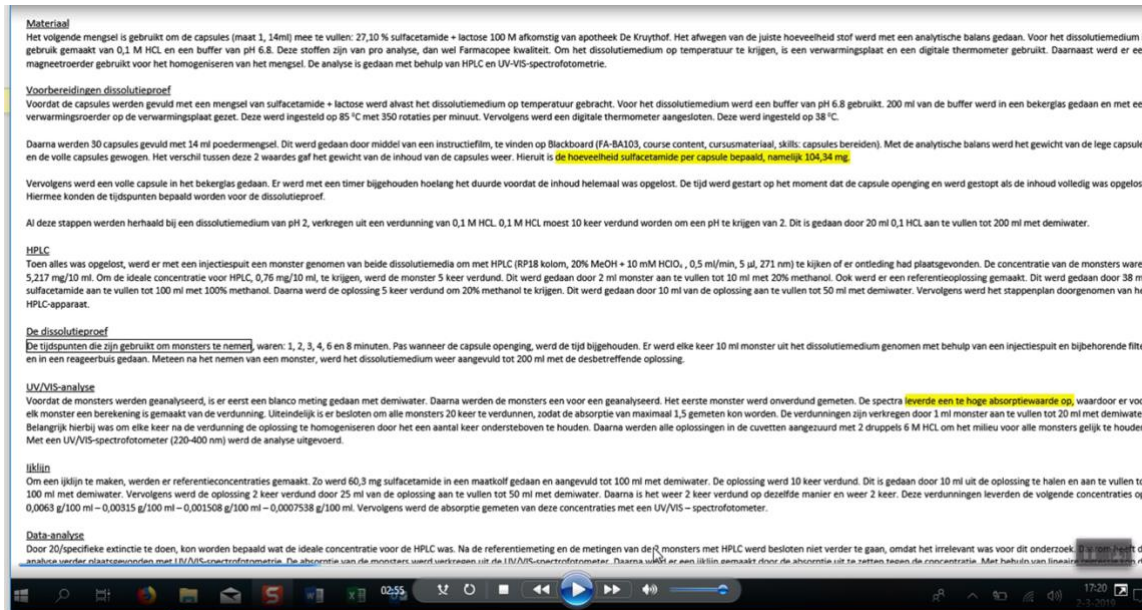 Materiaal
Het volgende mengsel is gebruikt om de capsules (maat 1, 14ml) mee te vullen: 27,10 % sulfacetamide + lactose 100 M afkomstig van apotheek De Kruythof. Het afwegen van de juiste hoeveelheid stof werd met een analytische balans gedaan. Voor het dissolutiemedium
gebruik gemaakt van 0,1 M HCL en een buffer van pH 6.8. Deze stoffen zijn van pro analyse, dan wel Farmacopee kwaliteit. Om het dissolutiemedium op temperatuur te krijgen, is een verwarmingsplaat en een digitale thermometer gebruikt. Daarnaast werd er ee
magneetroerder gebruikt voor het homogeniseren van het mengsel. De analyse is gedaan met behulp van HPLC en UV-VIS-spectrofotometrie.
Voorbereidingen dissolutieproef
Voordat de capsules werden gevuld met een mengsel van sulfacetamide + lactose werd alvast het dissolutiemedium op temperatuur gebracht. Voor het dissolutiemedium werd een buffer van pH 6.8 gebruikt. 200 ml van de buffer werd in een bekerglas gedaan en met ee
verwarmingsroerder op de verwarmingsplaat gezet. Deze werd ingesteld op 85 °C met 350 rotaties per minuut. Vervolgens werd een digitale thermometer aangesloten. Deze werd ingesteld op 38 °C.
Daarna werden 30 capsules gevuld met 14 ml poedermengsel. Dit werd gedaan door middel van een instructiefilm, te vinden op Blackboard (FA-BA103, course content, cursusmateriaal, skills: capsules bereiden). Met de analytische balans werd het gewicht van de lege capsule
en de volle capsules gewogen. Het verschil tussen deze 2 waardes gaf het gewicht van de inhoud van de capsules weer. Hieruit is de hoeveelheid sulfacetamide per capsule bepaald, namelijk 104,34 mg.
Vervolgens werd een volle capsule in het bekerglas gedaan. Er werd met een timer bijgehouden hoelang het duurde voordat de inhoud helemaal was opgelost. De tijd werd gestart op het moment dat de capsule openging en werd gestopt als de inhoud volledig was opgelos
Hiermee konden de tijdspunten bepaald worden voor de dissolutieproef.
Al deze stappen werden herhaald bij een dissolutiemedium van pH 2, verkregen uit een verdunning van 0,1 M HCL. 0,1 M HCL moest 10 keer verdund worden om een pH te krijgen van 2. Dit is gedaan door 20 ml 0,1 HCL aan te vullen tot 200 ml met demiwater.
HPLC
Toen alles was opgelost, werd er met een injectiespuit een monster genomen van beide dissolutiemedia om met HPLC (RP18 kolom, 20% MeOH + 10 mM HClO₄ , 0,5 ml/min, 5 µl, 271 nm) te kijken of er ontleding had plaatsgevonden. De concentratie van de monsters ware
5,217 mg/10 ml. Om de ideale concentratie voor HPLC, 0,76 mg/10 ml, te krijgen, werd de monster 5 keer verdund. Dit werd gedaan door 2 ml monster aan te vullen tot 10 ml met 20% methanol. Ook werd er een referentieoplossing gemaakt. Dit werd gedaan door 38 m
sulfacetamide aan te vullen tot 100 ml met 100% methanol. Daarna werd de oplossing 5 keer verdund om 20% methanol te krijgen. Dit werd gedaan door 10 ml van de oplossing aan te vullen tot 50 ml met demiwater. Vervolgens werd het stappenplan doorgenomen van he
HPLC-apparaat.
De dissolutieproef
De tijdspunten die zijn gebruikt om monsters te nemen, waren: 1, 2, 3, 4, 6 en 8 minuten. Pas wanneer de capsule openging, werd de tijd bijgehouden. Er werd elke keer 10 ml monster uit het dissolutiemedium genomen met behulp van een injectiespuit en bijbehorende filte
en in een reageerbuis gedaan. Meteen na het nemen van een monster, werd het dissolutiemedium weer aangevuld tot 200 ml met de desbetreffende oplossing.
UV/VIS-analyse
Voordat de monsters werden geanalyseerd, is er eerst een blanco meting gedaan met demiwater. Daarna werden de monsters een voor een geanalyseerd. Het eerste monster werd onverdund gemeten. De spectra leverde een te hoge absorptiewaarde op, waardoor er voo
elk monster een berekening is gemaakt van de verdunning. Uiteindelijk is er besloten om alle monsters 20 keer te verdunnen, zodat de absorptie van maximaal 1,5 gemeten kon worden. De verdunningen zijn verkregen door 1 ml monster aan te vullen tot 20 ml met demiwate
Belangrijk hierbij was om elke keer na de verdunning de oplossing te homogeniseren door het een aantal keer ondersteboven te houden. Daarna werden alle oplossingen in de cuvetten aangezuurd met 2 druppels 6 M HCL om het milieu voor alle monsters gelijk te houde
Met een UV/VIS-spectrofotometer (220-400 nm) werd de analyse uitgevoerd.
Ijklijn
Om een ijklijn te maken, werden er referentieconcentraties gemaakt. Zo werd 60,3 mg sulfacetamide in een maatkolf gedaan en aangevuld tot 100 ml met demiwater. De oplossing werd 10 keer verdund. Dit is gedaan door 10 ml uit de oplossing te halen en aan te vullen to
100 ml met demiwater. Vervolgens werd de oplossing 2 keer verdund door 25 ml van de oplossing aan te vullen tot 50 ml met demiwater. Daarna is het weer 2 keer verdund op dezelfde manier en weer 2 keer. Deze verdunningen leverden de volgende concentraties op
0,0063 g/100 ml – 0,00315 g/100 ml – 0,001508 g/100 ml – 0,0007538 g/100 ml. Vervolgens werd de absorptie gemeten van deze concentraties met een UV/VIS – spectrofotometer.
Data-analyse
Door 20/specifieke extinctie te doen, kon worden bepaald wat de ideale concentratie voor de HPLC was. Na de referentiemeting en de metingen van de monsters met HPLC werd besloten niet verder te gaan, omdat het irrelevant was voor dit onderzoek. heeft d
analyse verder plaatsgevonden met UV/VIS-spectrofotometrie. De absorptie van de monsters werd verkregen uit de UV/VIS-spectrofotometer. Daarna werd er een ijklijn gemaakt door de absorptie uit te zetten tegen de concentratie. Met behulp van lineaire
02:55
17:20
2-3-2019